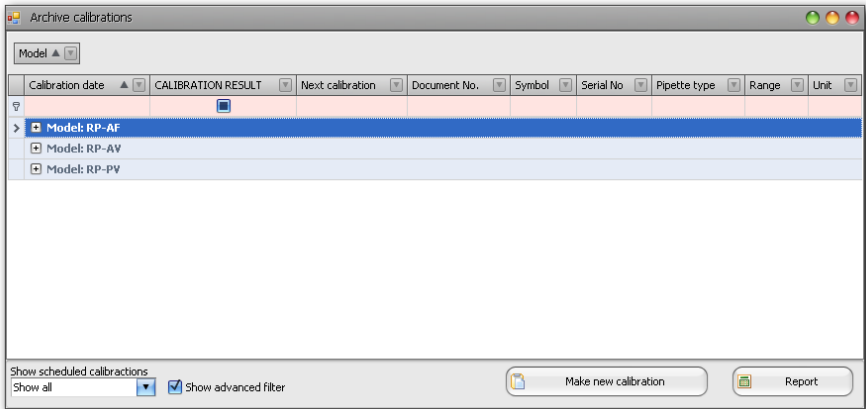 Archive calibrations
Model
Calibration date CALIBRATION RESULT Next calibration Document No. Symbol Serial No Pipette type Range Unit
Model: RP-AF
Model: RP-AV
Model: RP-PV
Show scheduled calibractions
Show all Show advanced filter Make new calibration Report